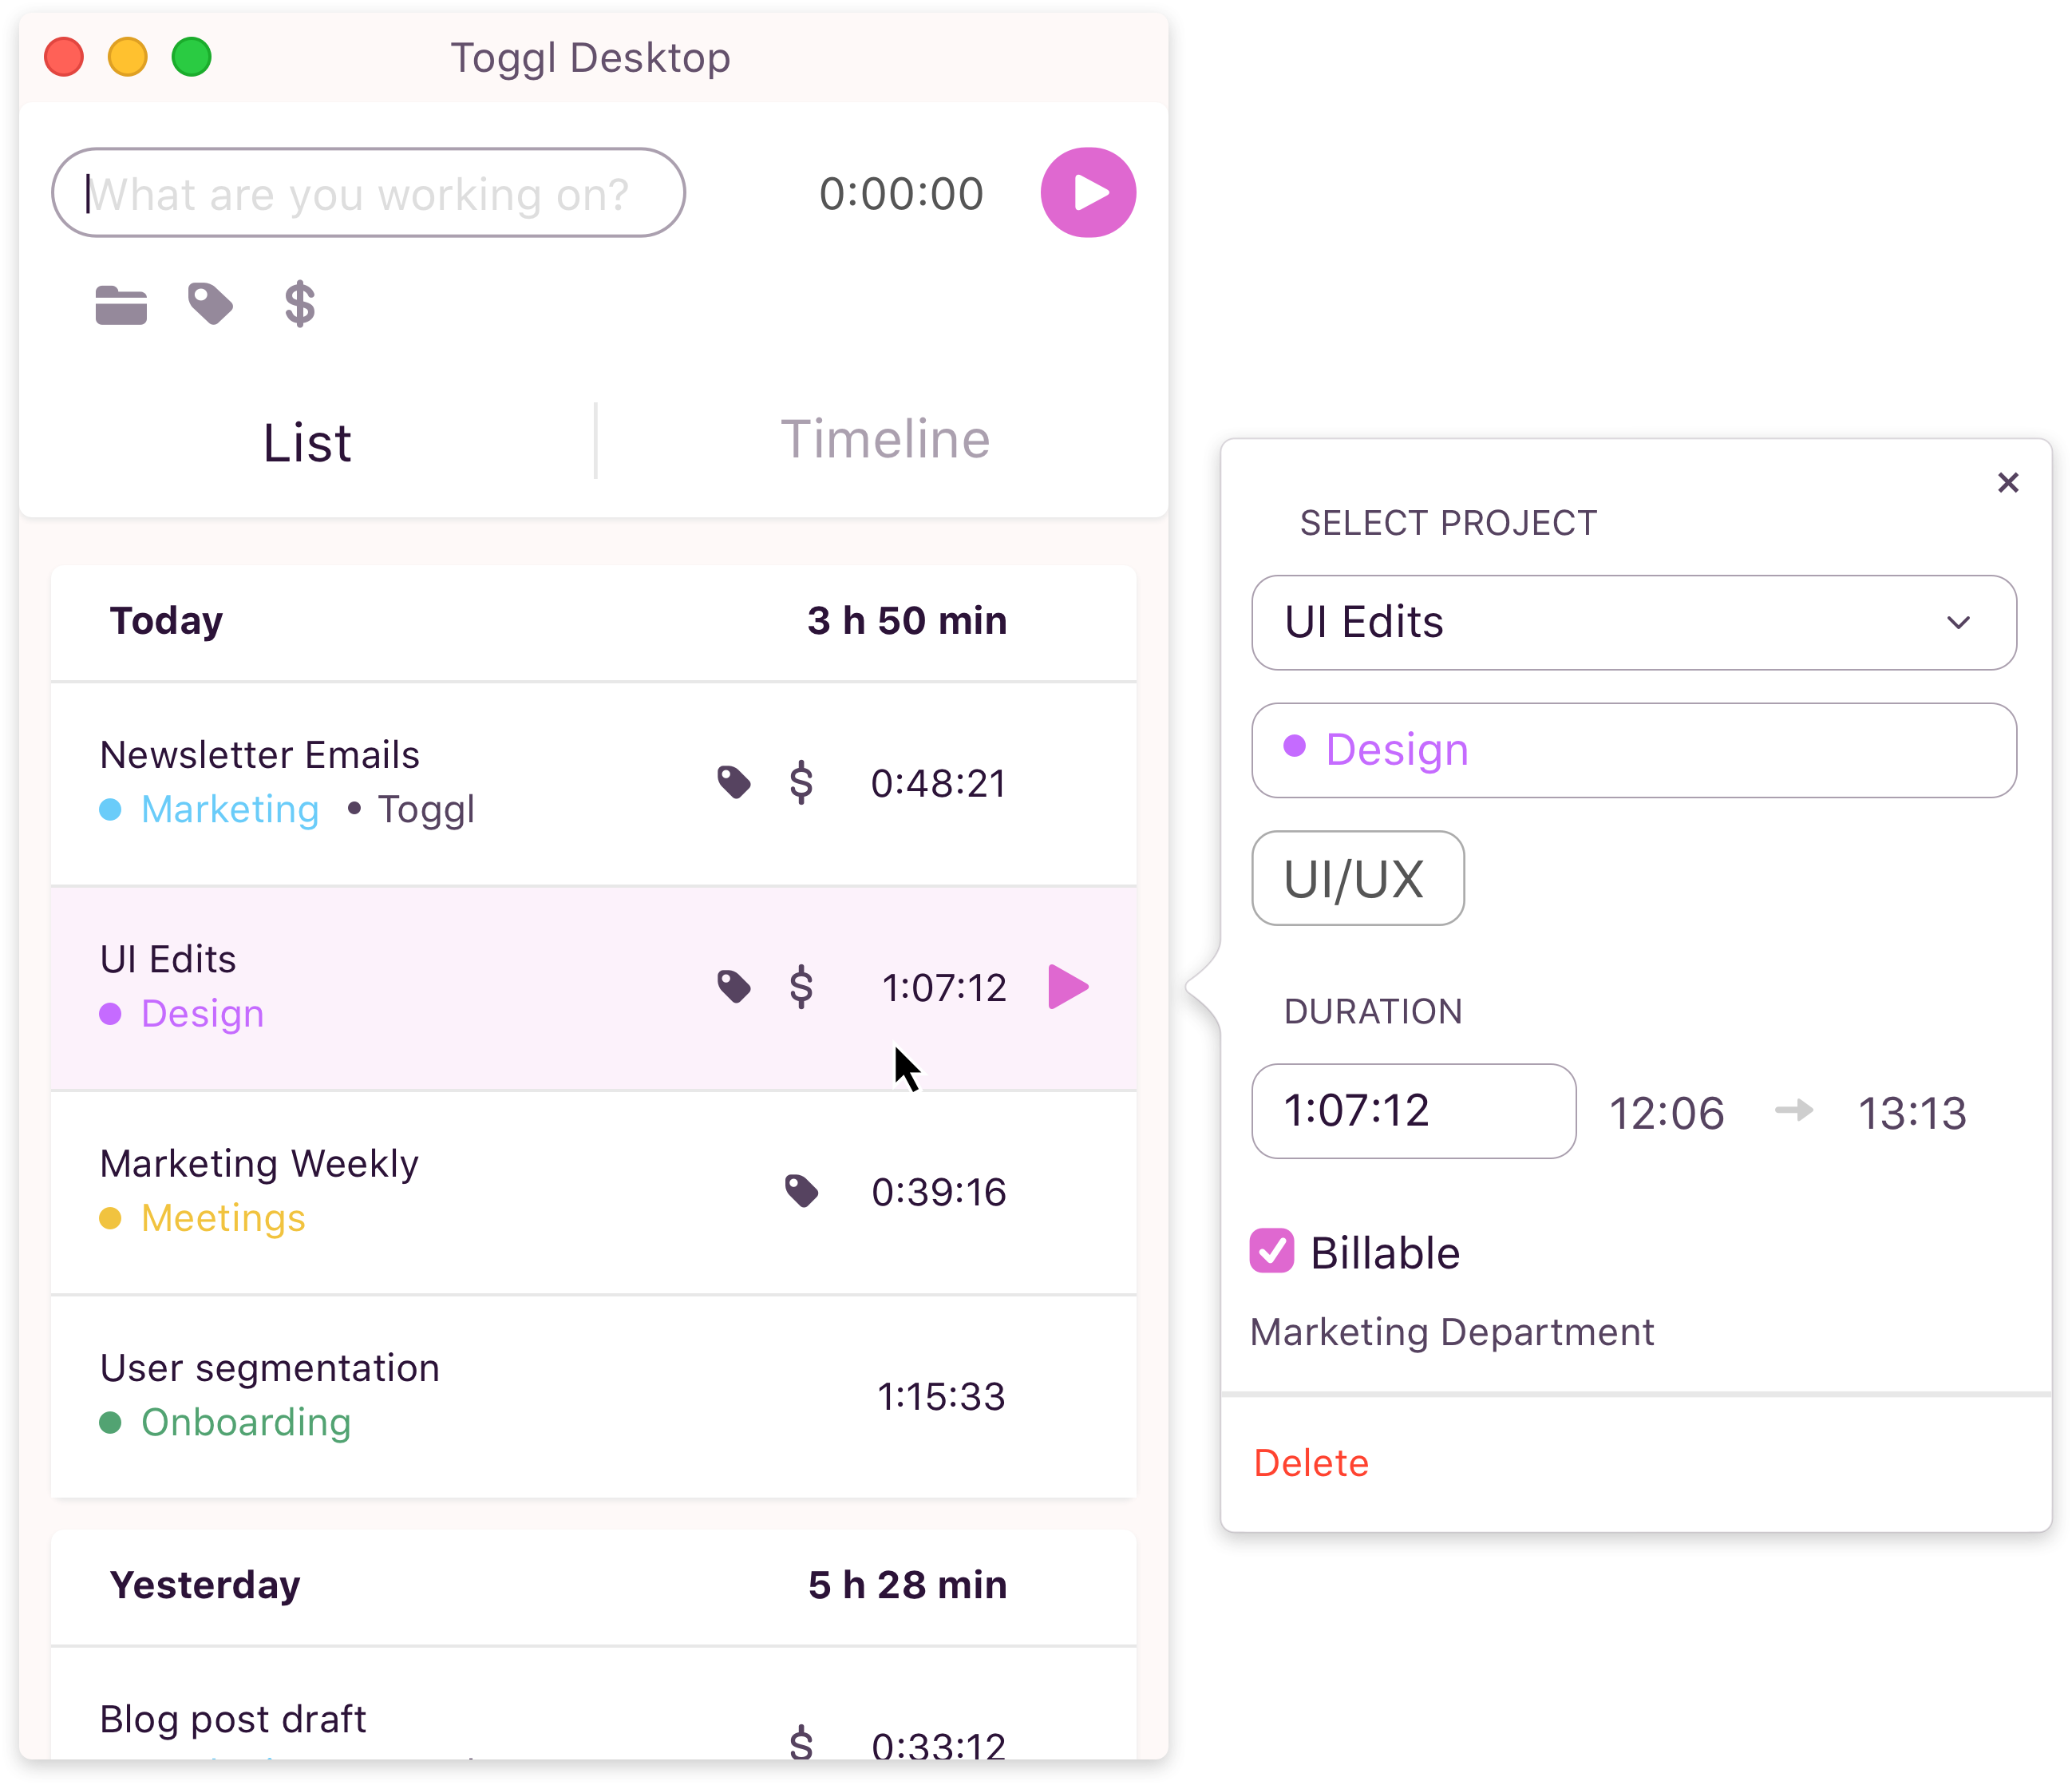 Toggl Desktop
What are you working on?
0:00:00
$
List
Timeline
Today
3 h 50 min
Newsletter Emails
Marketing • Toggl
$ 0:48:21
UI Edits
Design
$ 1:07:12
Marketing Weekly
Meetings
0:39:16
User segmentation
Onboarding
1:15:33
Yesterday
5 h 28 min
Blog post draft
$ 0:33:12
SELECT PROJECT
UI Edits
Design
UI/UX
DURATION
1:07:12 12:06 → 13:13
Billable
Marketing Department
Delete